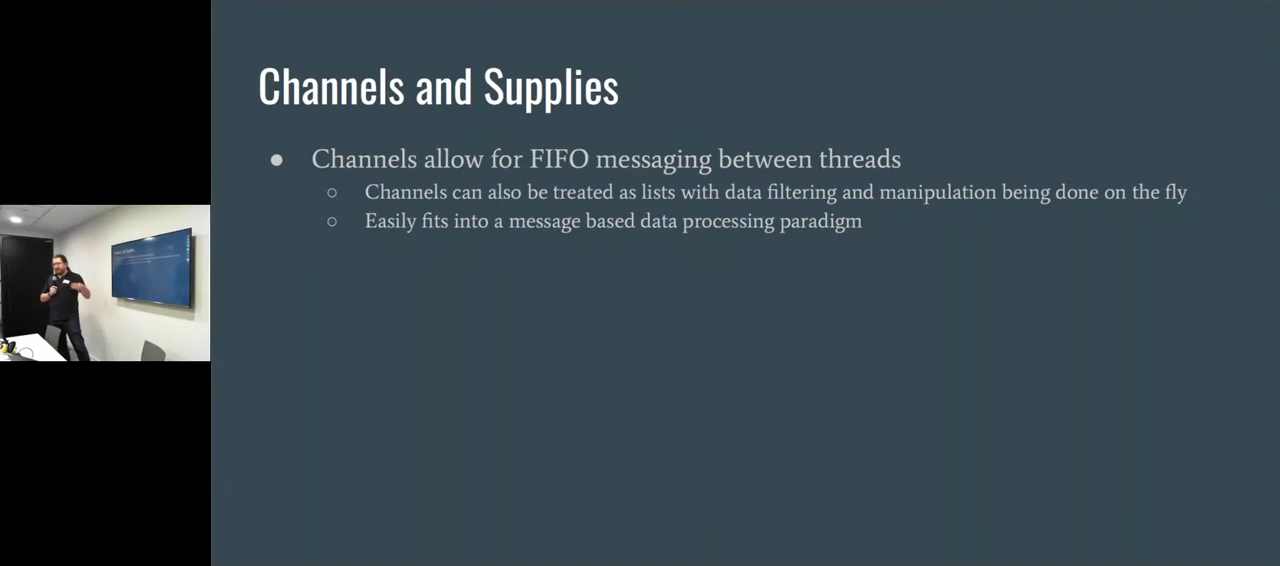 Channels and Supplies
● Channels allow for FIFO messaging between threads
○ Channels can also be treated as lists with data filtering and manipulation being done on the fly
○ Easily fits into a message based data processing paradigm